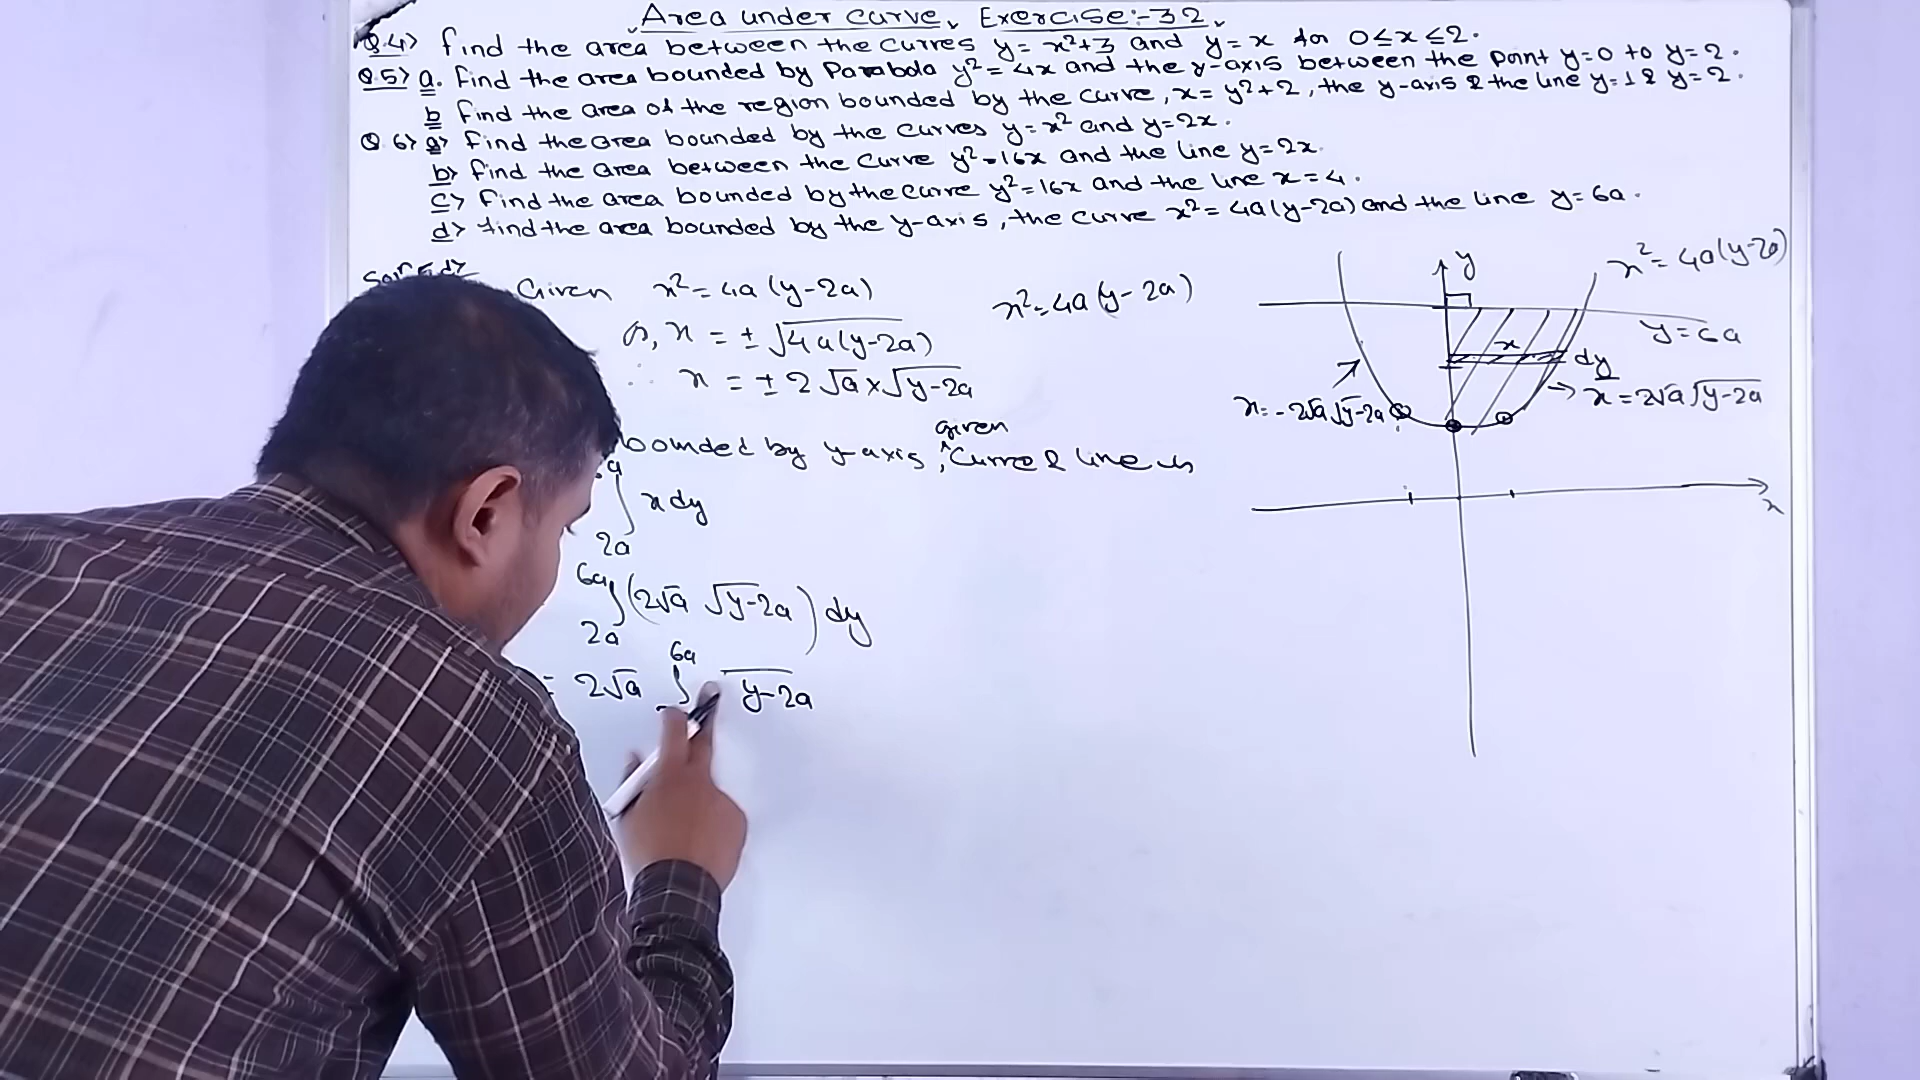 Area under curve, Exercise:-32.
Q.4> find the area between the curves y = x²+3 and y = x for 0≤x≤2.
Q.5> a. Find the area bounded by Parabola y² = 4x and the y-axis between the point y=0 to y=2.
b Find the area of the region bounded by the curve, x = y²+2, the y-axis & the line y=1 & y=2.
Q.6> a> Find the area bounded by the curves y=x² and y=2x.
b> Find the area between the curve y²=16x and the line y=2x.
c> Find the area bounded by the curve y²=16x and the line x=4.
d> find the area bounded by the y-axis, the curve x² = 4a(y-2a) and the line y=6a.
Given x² = 4a(y-2a)
x² = 4a(y-2a)
or, x = ± √4a(y-2a)
∴ x = ± 2√a × √y-2a
given
bounded by y-axis, ^curve & line is
∫ x dy
2a
6a
∫ (2√a √y-2a) dy
2a
6a
= 2√a ∫ y-2a
y
x² = 4a(y-2a)
y = 6a
x
dy
x = 2√a √y-2a
x = -2√a √y-2a
x